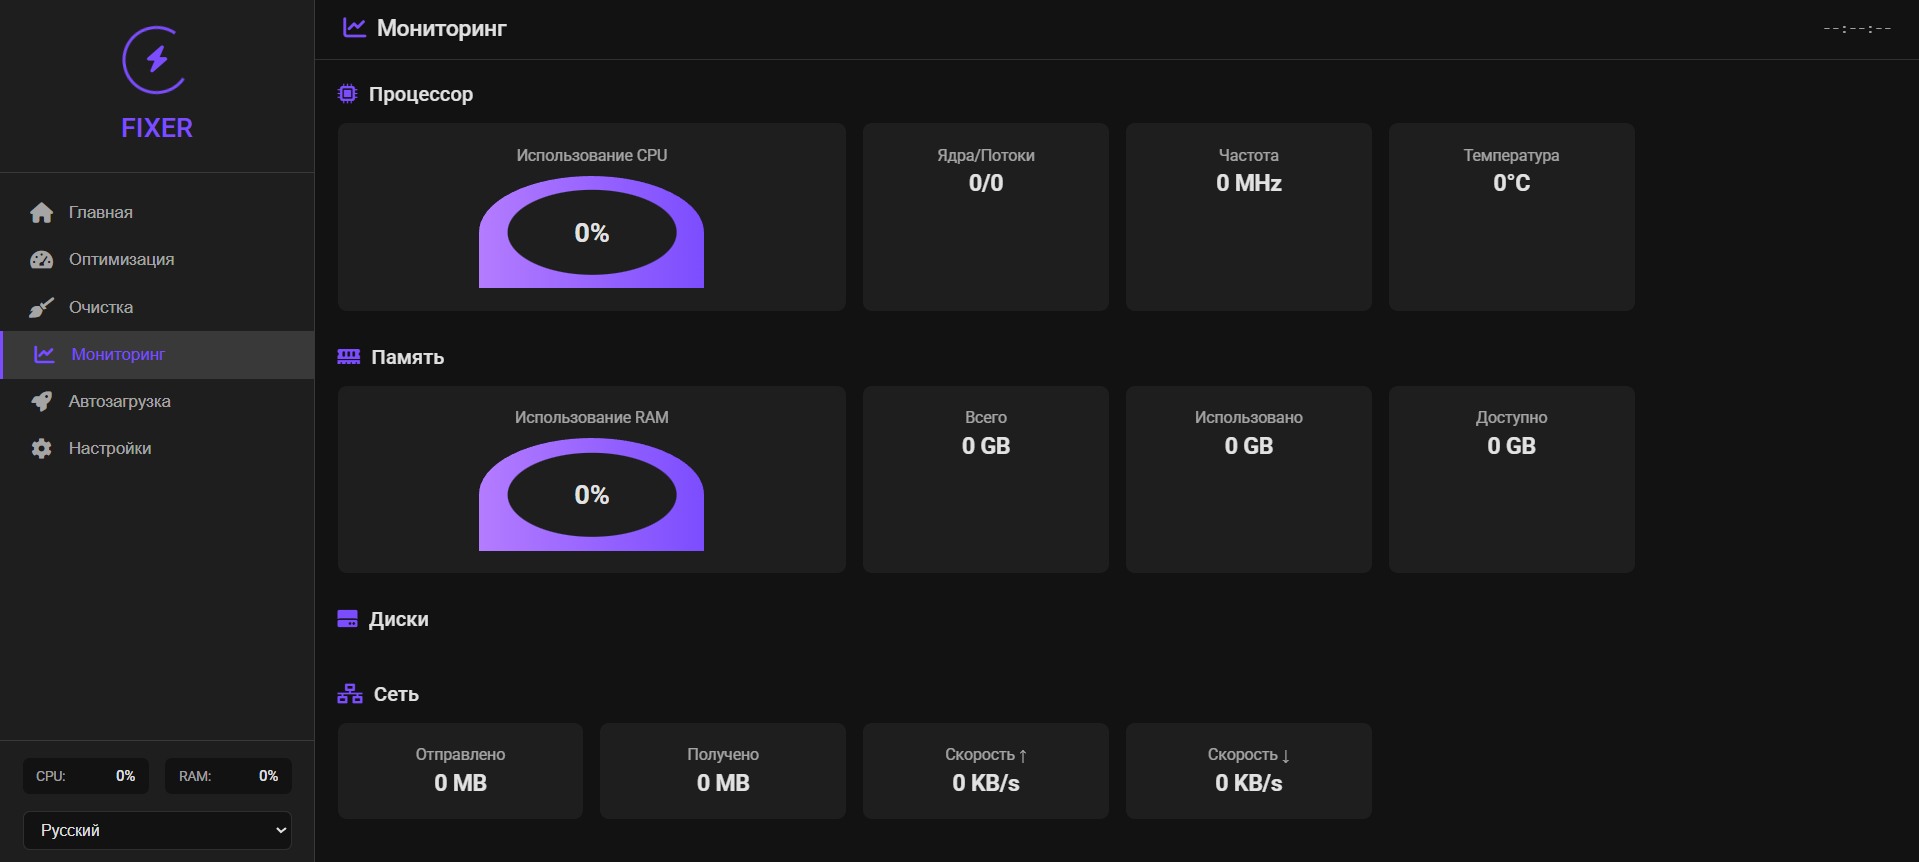 FIXER
Главная
Оптимизация
Очистка
Мониторинг
Автозагрузка
Настройки
CPU: 0% RAM: 0%
Русский
Мониторинг --:--:--
Процессор
Использование CPU
0%
Ядра/Потоки
0/0
Частота
0 MHz
Температура
0°C
Память
Использование RAM
0%
Всего
0 GB
Использовано
0 GB
Доступно
0 GB
Диски
Сеть
Отправлено
0 MB
Получено
0 MB
Скорость ↑
0 KB/s
Скорость ↓
0 KB/s